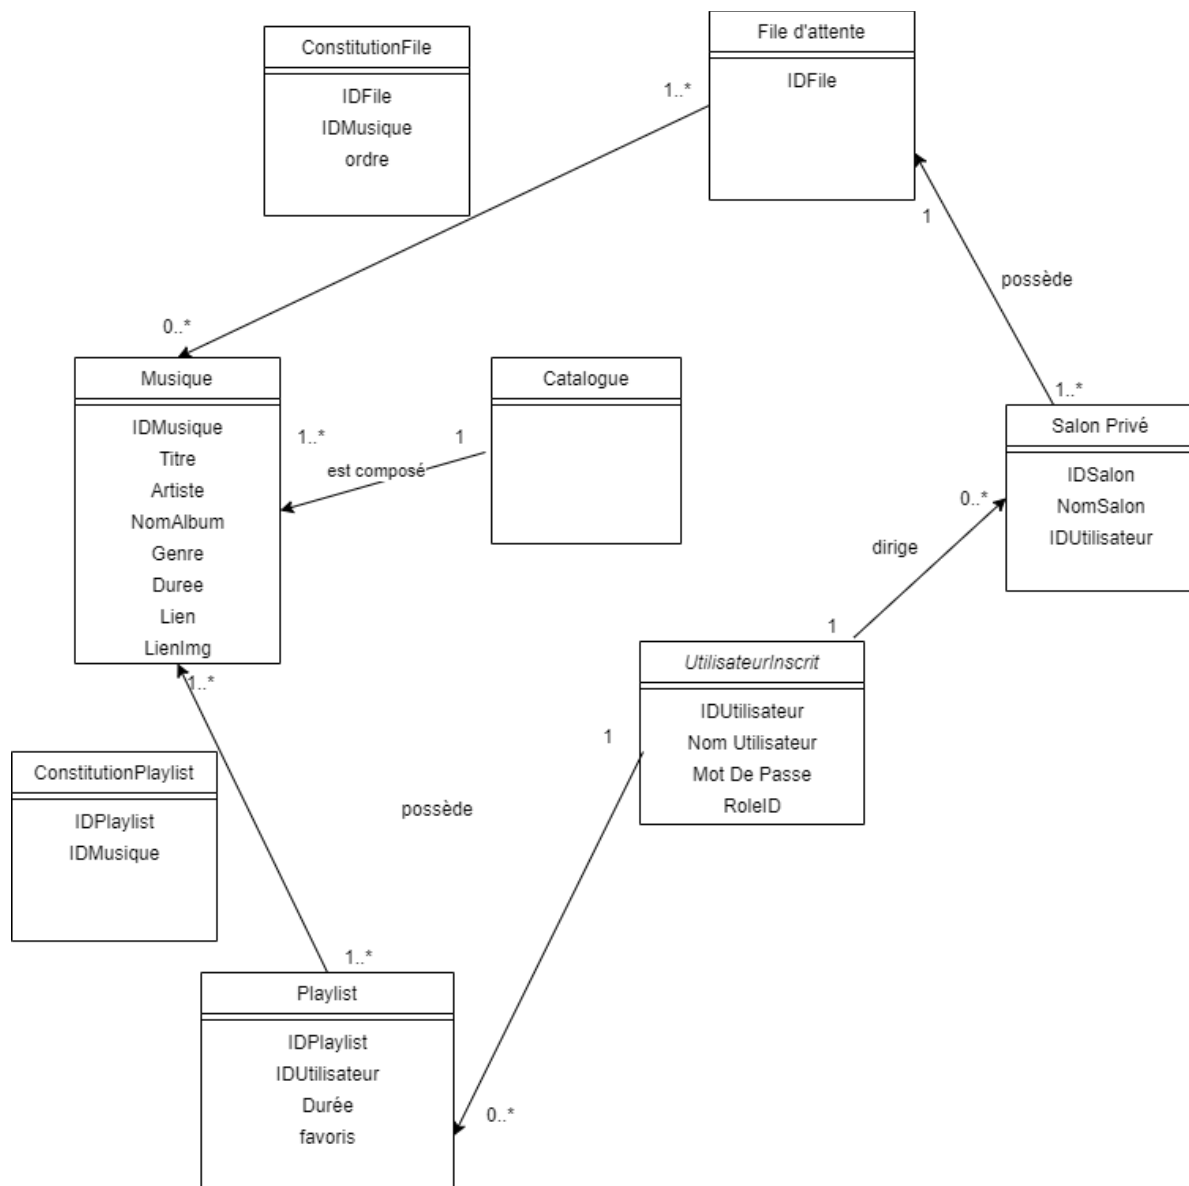 ConstitutionFile
IDFile
IDMusique
ordre
File d'attente
IDFile
1..*
0..*
1
possède
1..*
Musique
IDMusique
Titre
Artiste
NomAlbum
Genre
Duree
Lien
LienImg
1..*
est composé
1
Catalogue
Salon Privé
IDSalon
NomSalon
IDUtilisateur
0..*
dirige
1
UtilisateurInscrit
IDUtilisateur
Nom Utilisateur
Mot De Passe
RoleID
1
possède
0..*
1..*
ConstitutionPlaylist
IDPlaylist
IDMusique
1..*
Playlist
IDPlaylist
IDUtilisateur
Durée
favoris